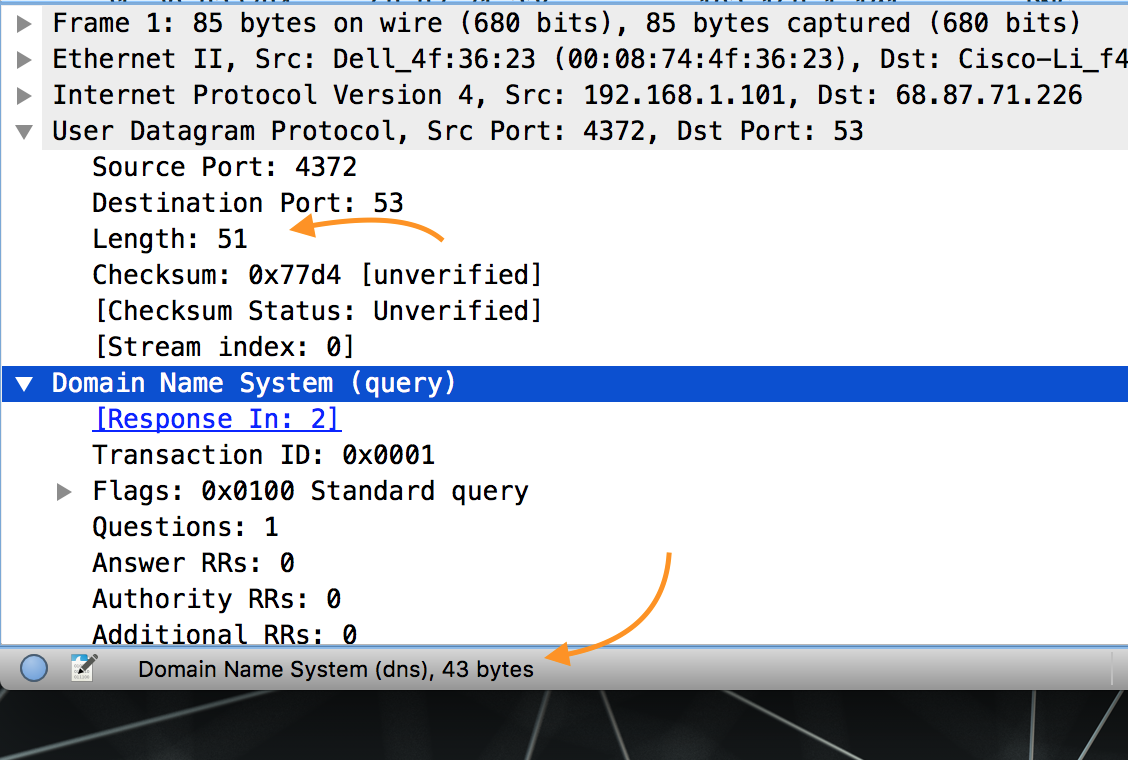 Frame 1: 85 bytes on wire (680 bits), 85 bytes captured (680 bits)
Ethernet II, Src: Dell_4f:36:23 (00:08:74:4f:36:23), Dst: Cisco-Li_f4
Internet Protocol Version 4, Src: 192.168.1.101, Dst: 68.87.71.226
User Datagram Protocol, Src Port: 4372, Dst Port: 53
Source Port: 4372
Destination Port: 53
Length: 51
Checksum: 0x77d4 [unverified]
[Checksum Status: Unverified]
[Stream index: 0]
Domain Name System (query)
[Response In: 2]
Transaction ID: 0x0001
Flags: 0x0100 Standard query
Questions: 1
Answer RRs: 0
Authority RRs: 0
Additional RRs: 0
Domain Name System (dns), 43 bytes